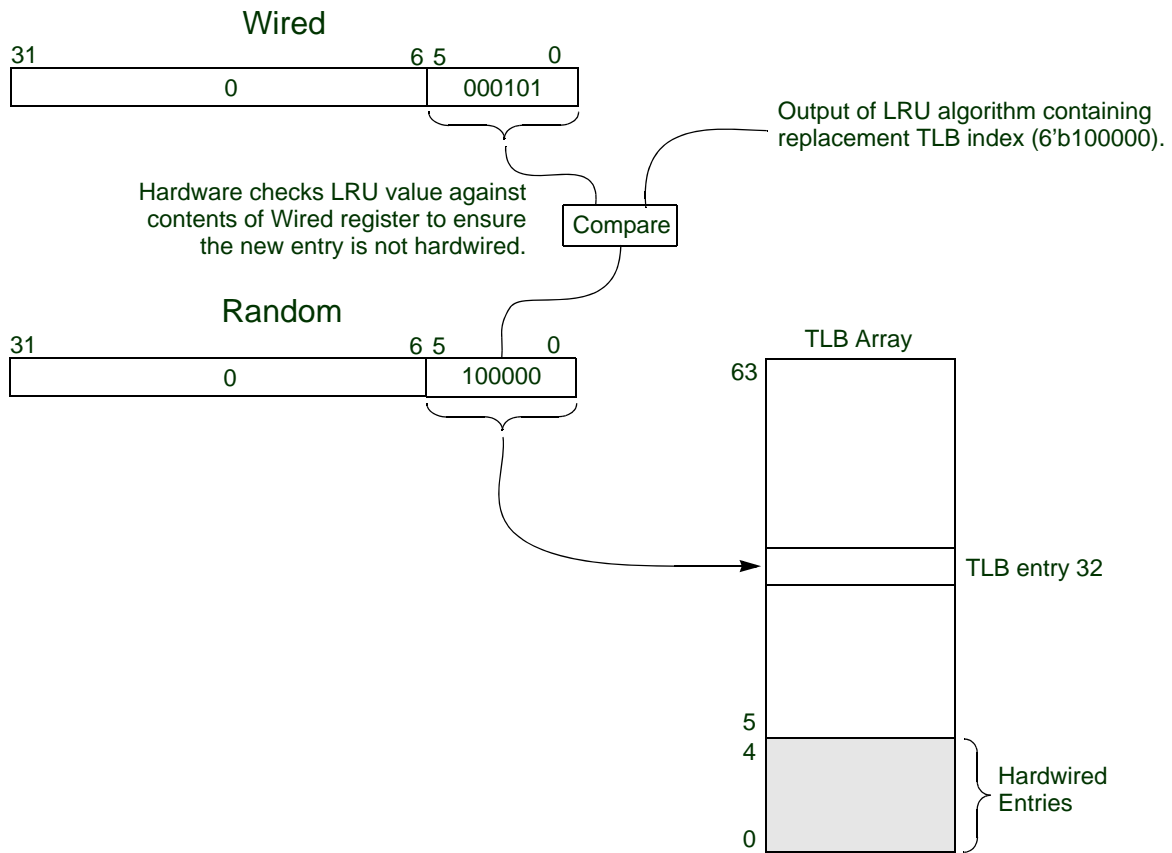 Wired
31
6 5
0
0
000101
Output of LRU algorithm containing
replacement TLB index (6’b100000).
Hardware checks LRU value against
contents of Wired register to ensure
the new entry is not hardwired.
Compare
Random
31
6 5
0
0
100000
TLB Array
63
TLB entry 32
5
4
Hardwired
Entries
0